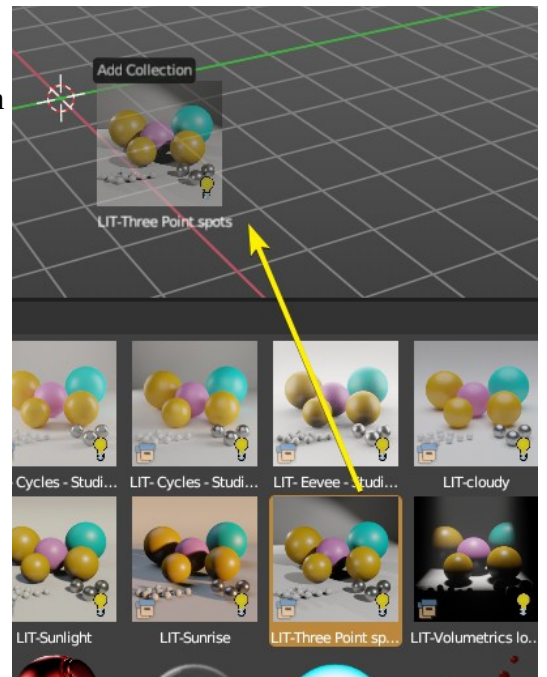 Add Collection
LIT-Three Point spots
Cycles - Studi...
LIT- Cycles - Studi...
LIT- Eevee - Studi...
LIT-cloudy
LIT-Sunlight
LIT-Sunrise
LIT-Three Point sp...
LIT-Volumetrics lo...